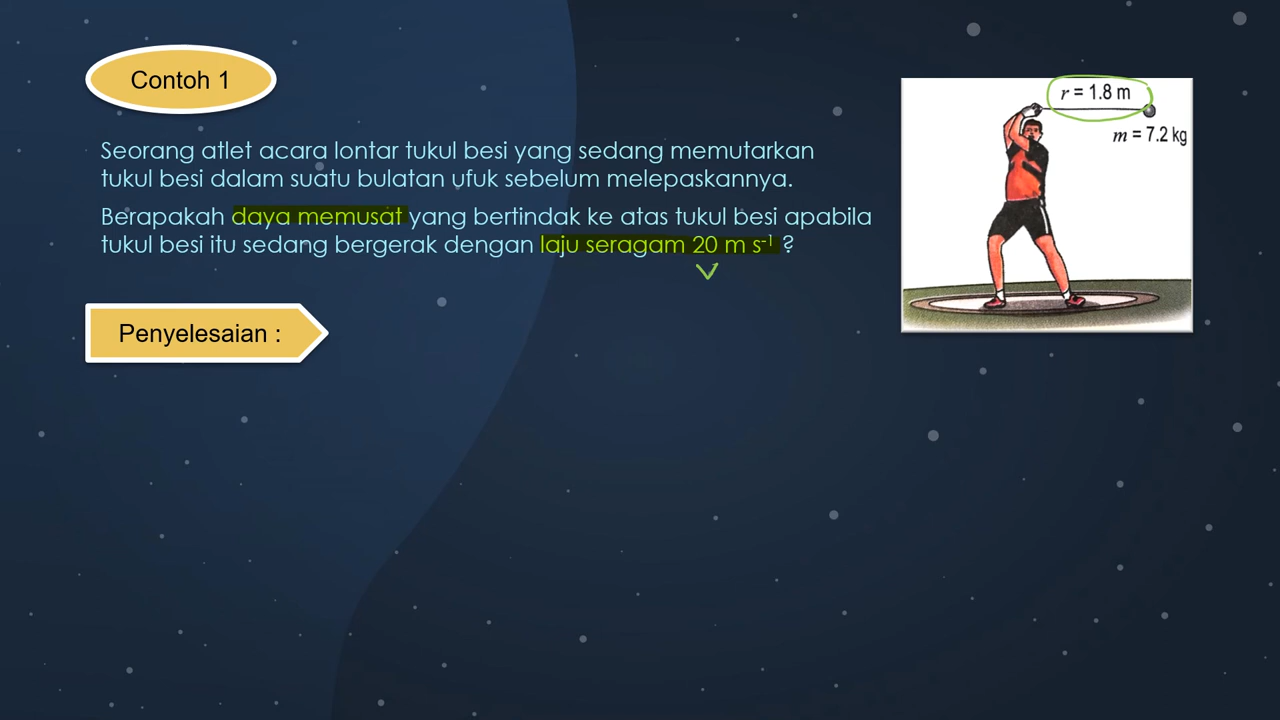 Contoh 1
Seorang atlet acara lontar tukul besi yang sedang memutarkan
tukul besi dalam suatu bulatan ufuk sebelum melepaskannya.
Berapakah daya memusat yang bertindak ke atas tukul besi apabila
tukul besi itu sedang bergerak dengan laju seragam 20 m s⁻¹ ?
v
Penyelesaian :
r = 1.8 m
m = 7.2 kg